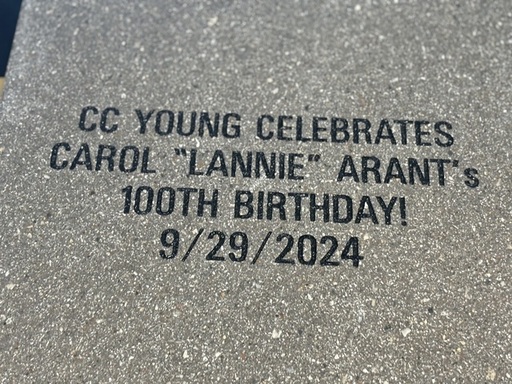 CC YOUNG CELEBRATES
CAROL "LANNIE" ARANT's
100TH BIRTHDAY!
9/29/2024